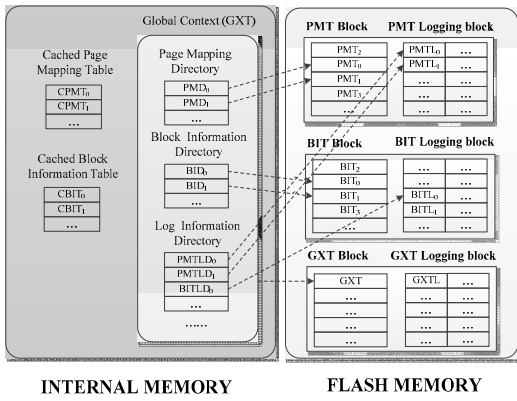 Global Context (GXT)
Cached Page
Mapping Table
CPMT0
CPMT1
...
Cached Block
Information Table
CBIT0
CBIT1
...
Page Mapping
Directory
PMD0
PMD1
...
Block Information
Directory
BID0
BID1
...
Log Information
Directory
PMTLD0
PMTLD1
BITLD0
...
......
INTERNAL MEMORY
PMT Block
PMT2
PMT0
PMT1
PMT3
...
PMT Logging block
PMTL0 ...
PMTL1 ...
... ...
... ...
... ...
BIT Block
BIT2
BIT0
BIT1
BIT3
...
BIT Logging block
... ...
... ...
BITL0 ...
BITL1 ...
... ...
GXT Block
GXT
...
...
...
...
GXT Logging block
GXTL ...
... ...
... ...
... ...
... ...
FLASH MEMORY